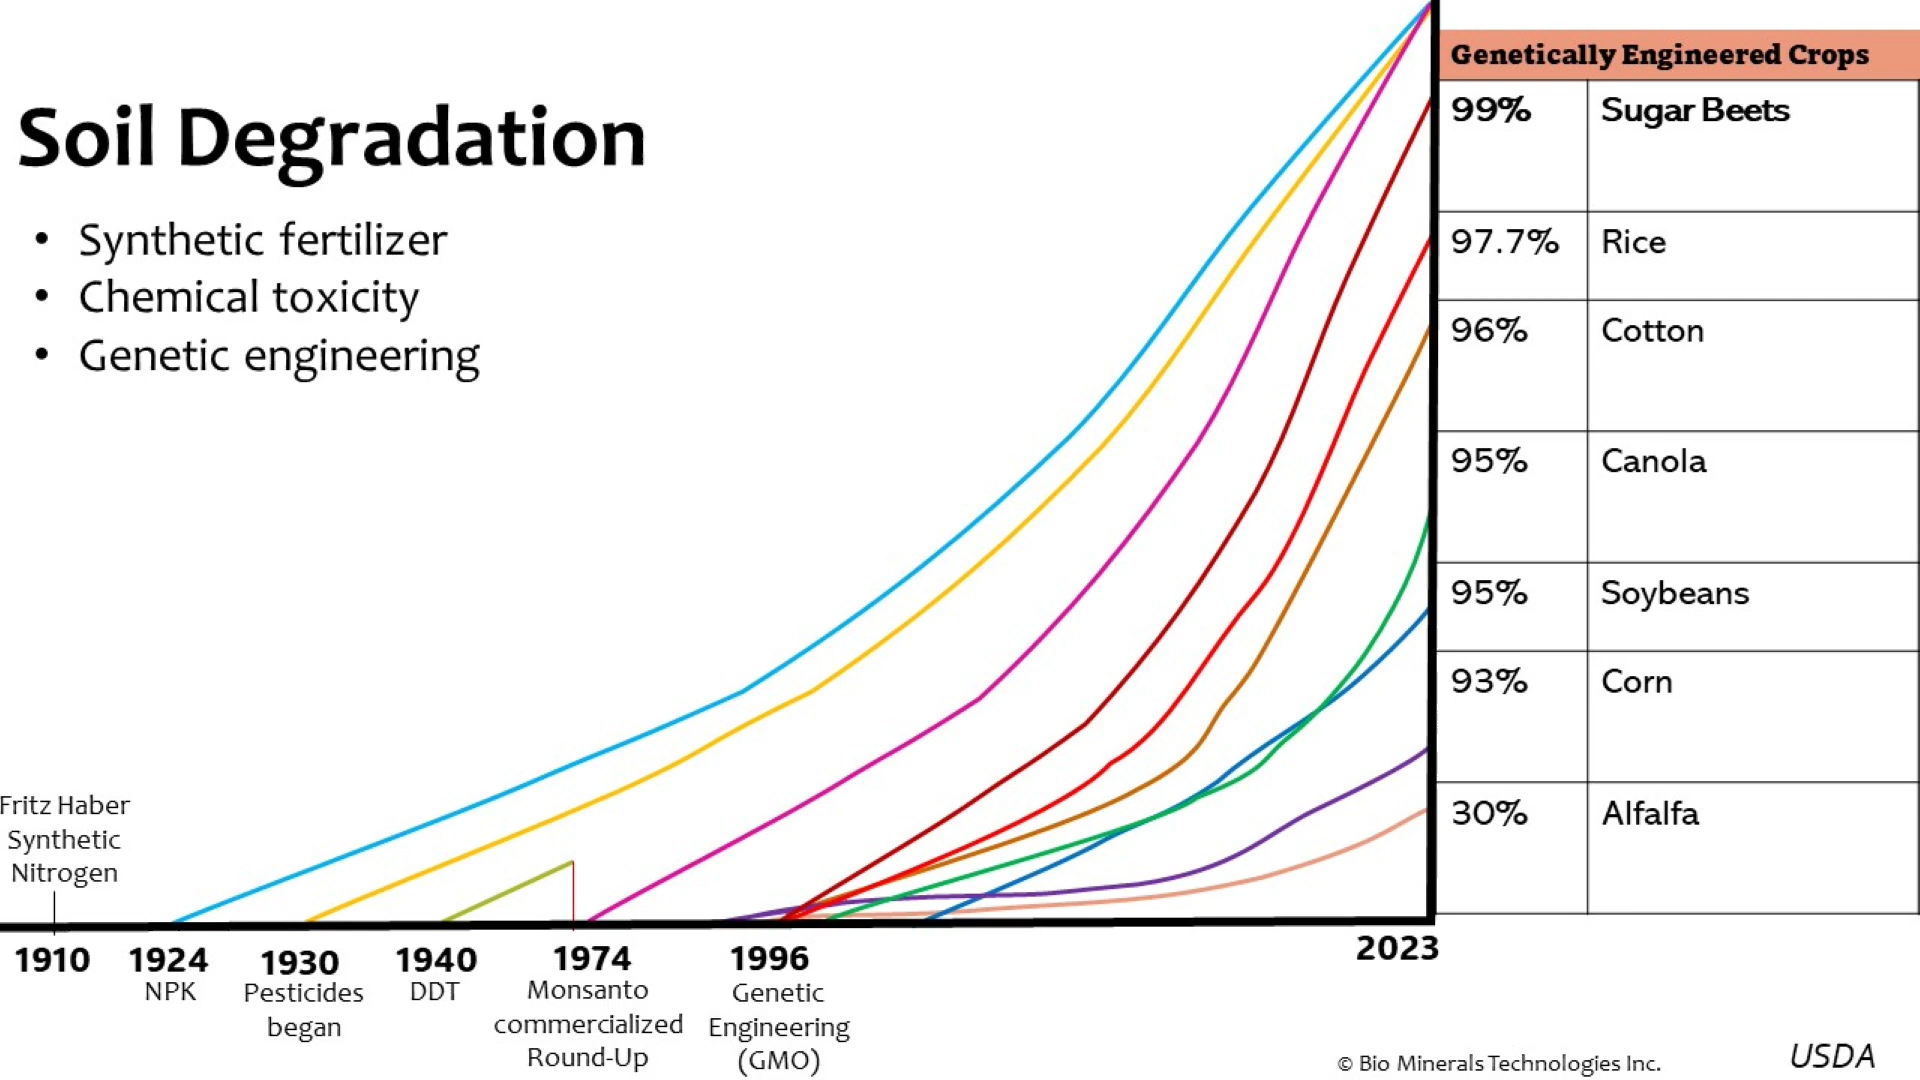 Soil Degradation
• Synthetic fertilizer
• Chemical toxicity
• Genetic engineering
Genetically Engineered Crops
99% Sugar Beets
97.7% Rice
96% Cotton
95% Canola
95% Soybeans
93% Corn
30% Alfalfa
Fritz Haber
Synthetic
Nitrogen
1910
1924
NPK
1930
Pesticides
began
1940
DDT
1974
Monsanto
commercialized
Round-Up
1996
Genetic
Engineering
(GMO)
2023
© Bio Minerals Technologies Inc.
USDA